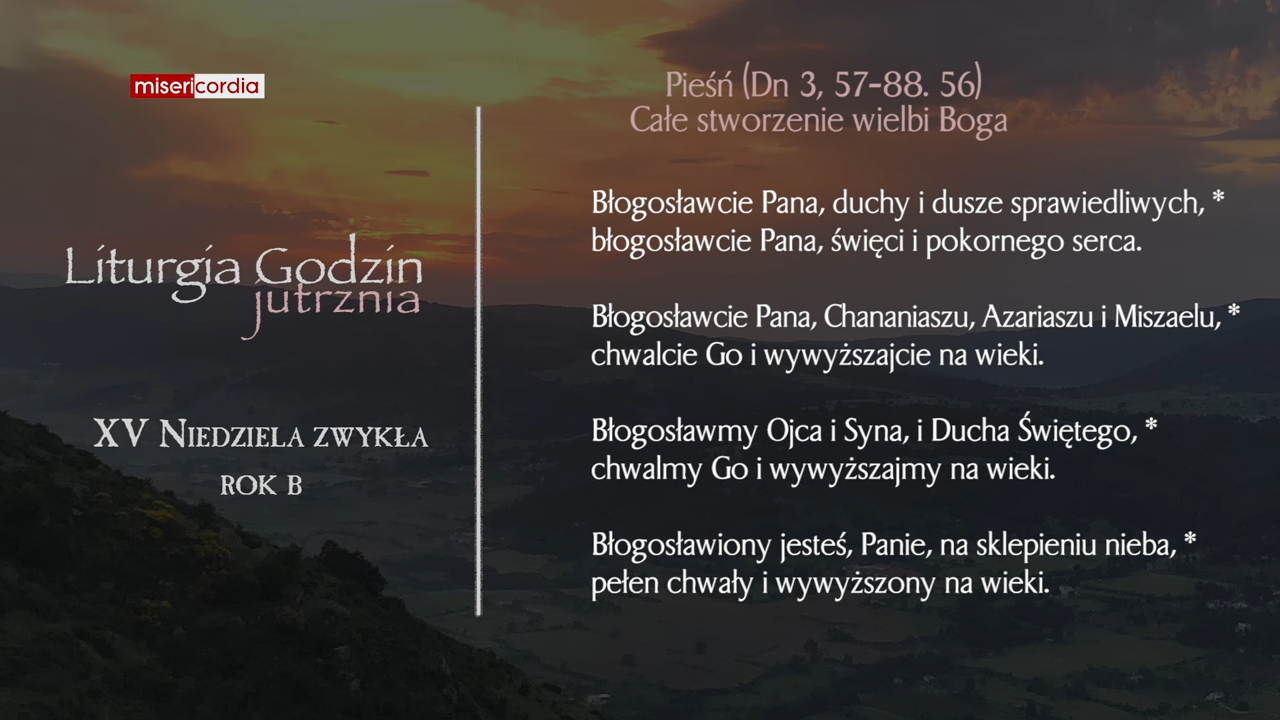 misericordia
Liturgia Godzin
jutrznia
XV Niedziela zwykła
rok B
Pieśń (Dn 3, 57-88. 56)
Całe stworzenie wielbi Boga
Błogosławcie Pana, duchy i dusze sprawiedliwych, *
błogosławcie Pana, święci i pokornego serca.
Błogosławcie Pana, Chananiaszu, Azariaszu i Miszaelu, *
chwalcie Go i wywyższajcie na wieki.
Błogosławmy Ojca i Syna, i Ducha Świętego, *
chwalmy Go i wywyższajmy na wieki.
Błogosławiony jesteś, Panie, na sklepieniu nieba, *
pełen chwały i wywyższony na wieki.